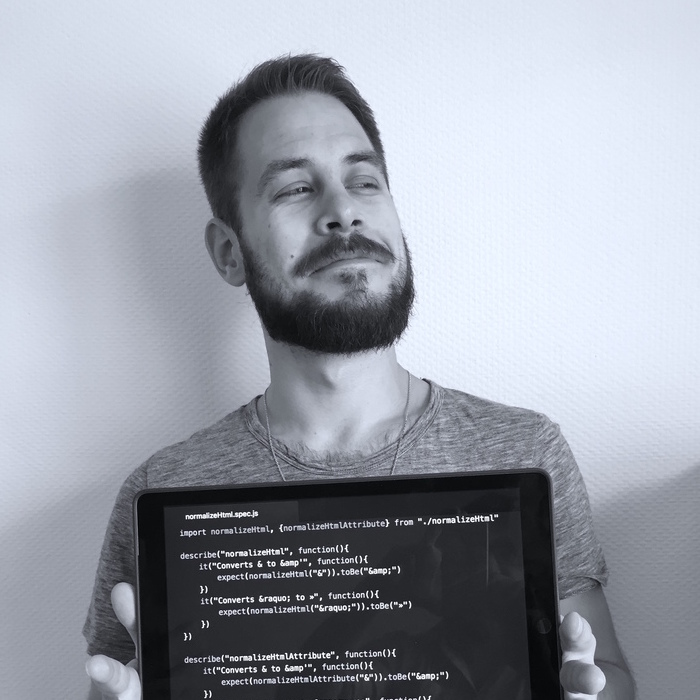 normalizeHtml.spec.js
import normalizeHtml, {normalizeHtmlAttribute} from "./normalizeHtml"
describe("normalizeHtml", function(){
it("Converts & to &amp'", function(){
expect(normalizeHtml("&")).toBe("&amp;")
})
it("Converts &raquo; to »", function(){
expect(normalizeHtml("&raquo;")).toBe("»")
})
})
describe("normalizeHtmlAttribute", function(){
it("Converts & to &amp'", function(){
expect(normalizeHtmlAttribute("&")).toBe("&amp;")
})